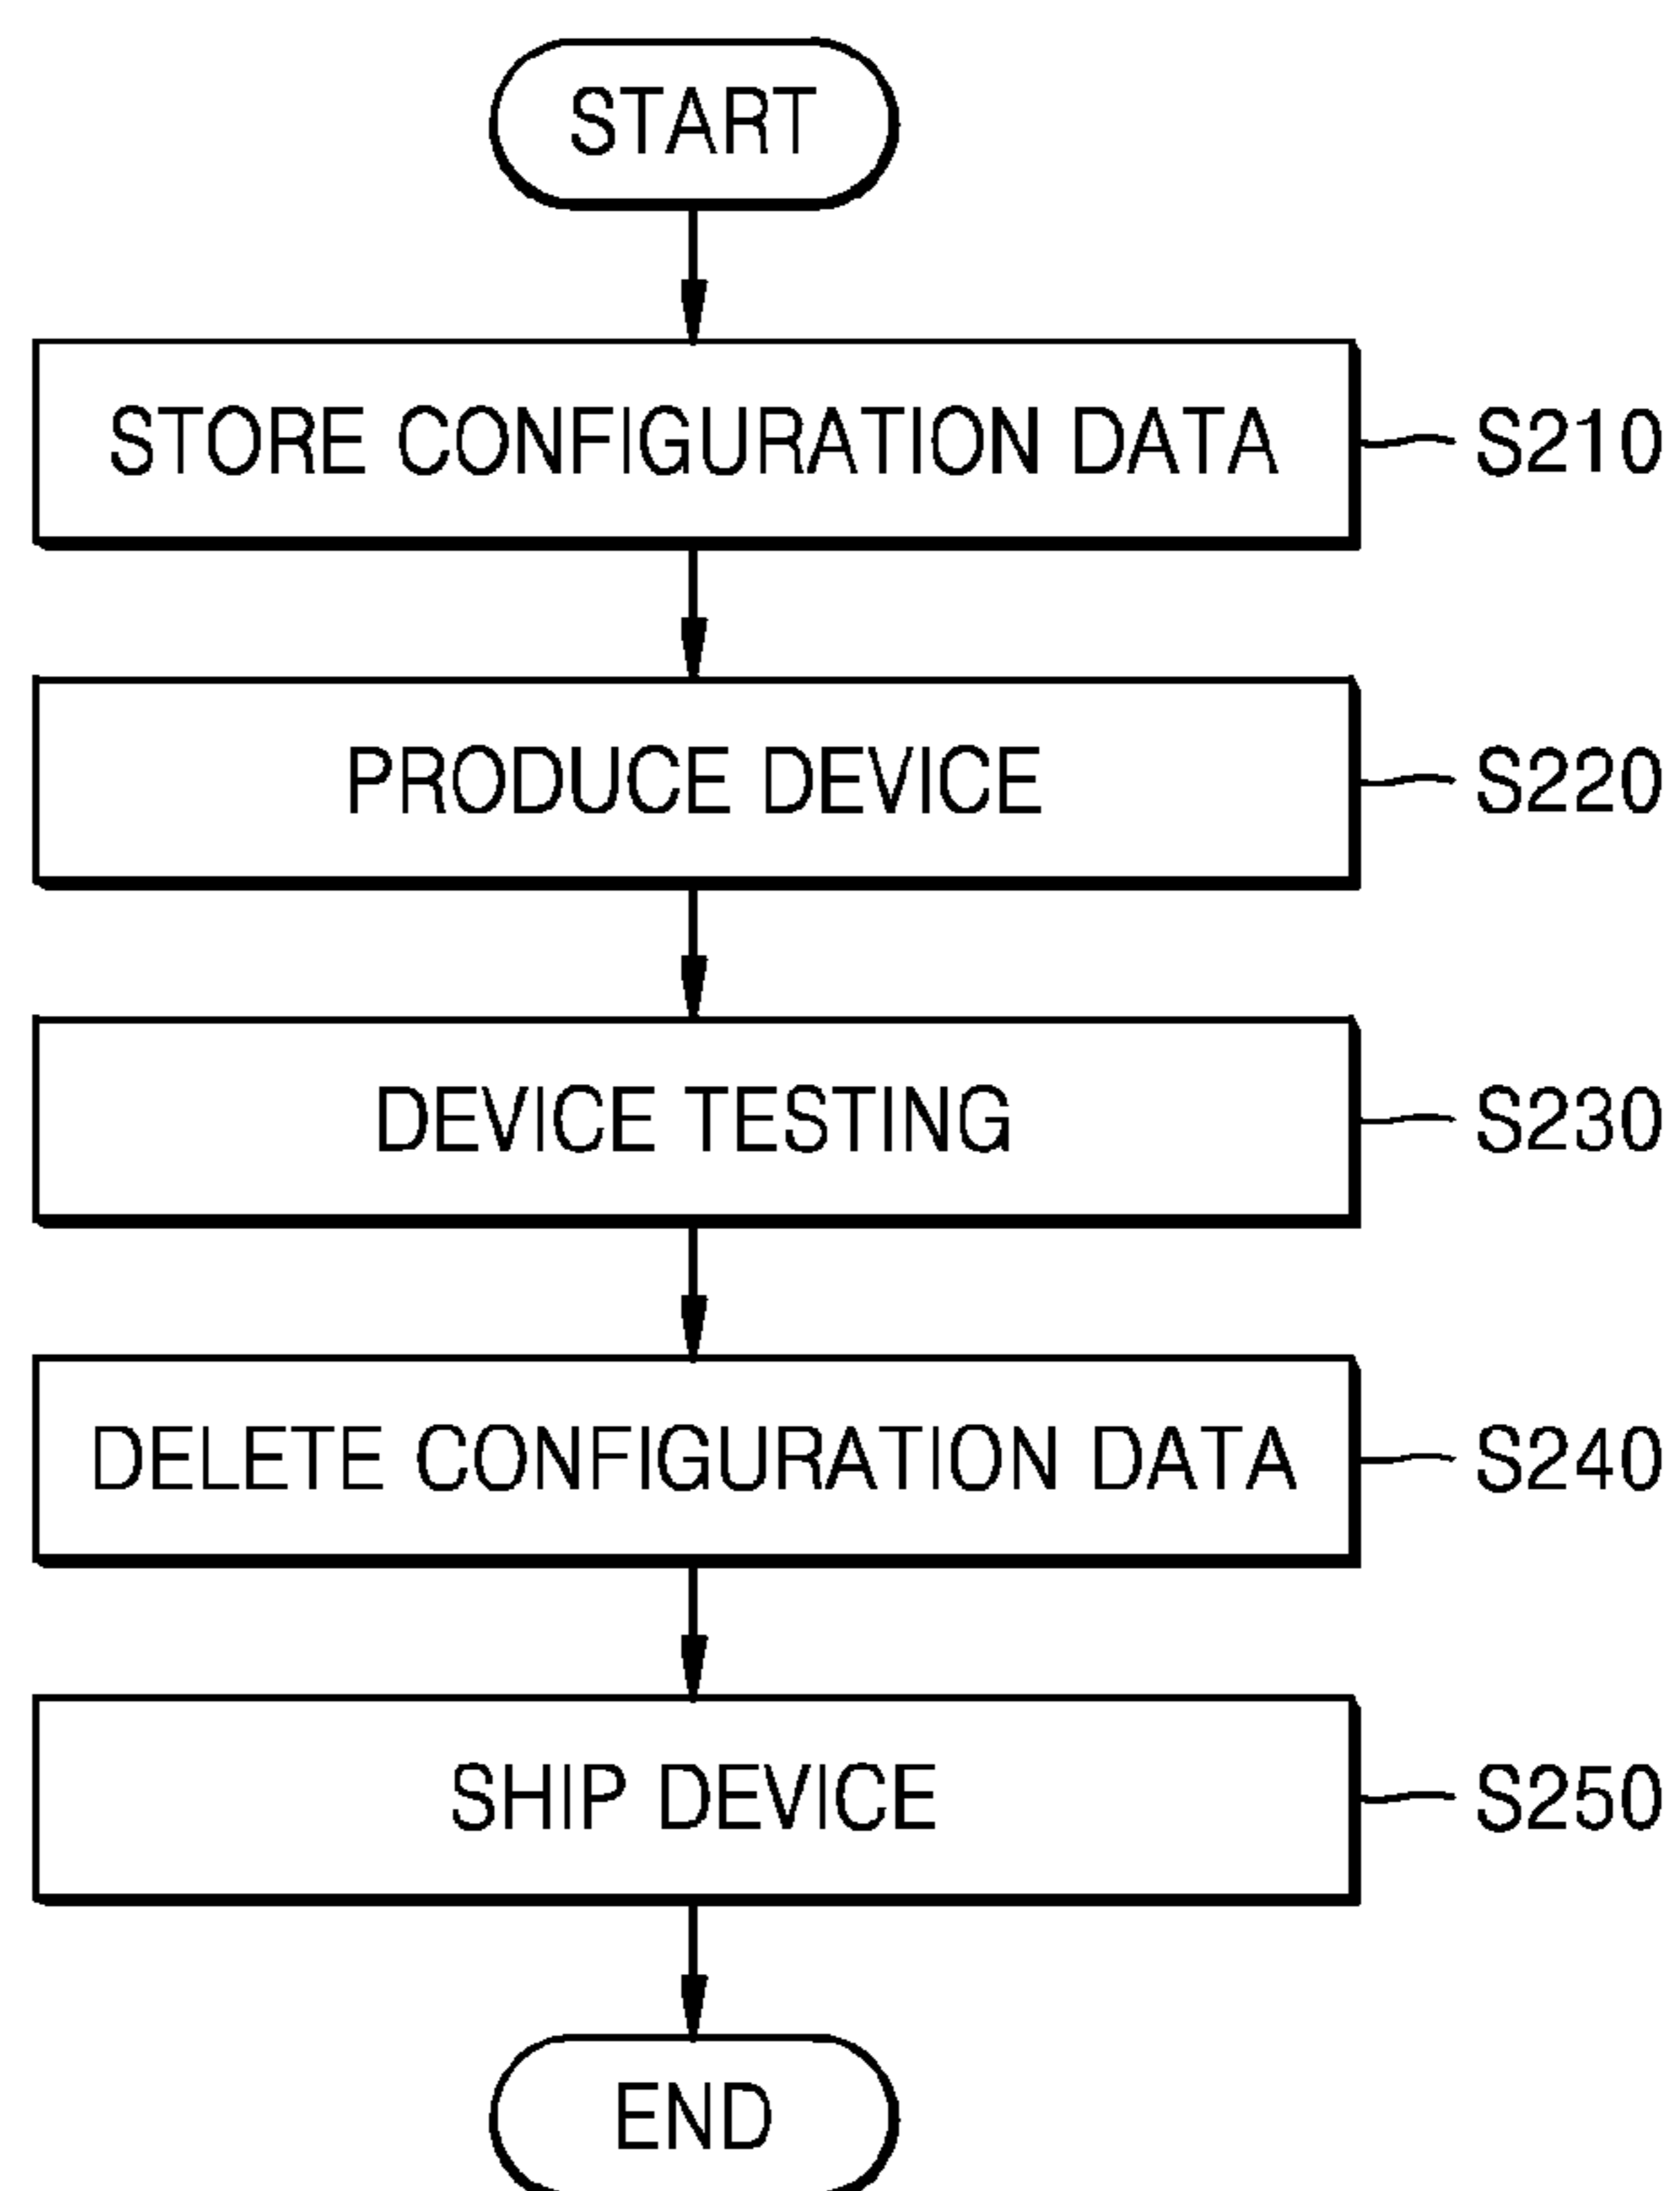 START
STORE CONFIGURATION DATA S210
PRODUCE DEVICE S220
DEVICE TESTING S230
DELETE CONFIGURATION DATA S240
SHIP DEVICE S250
END